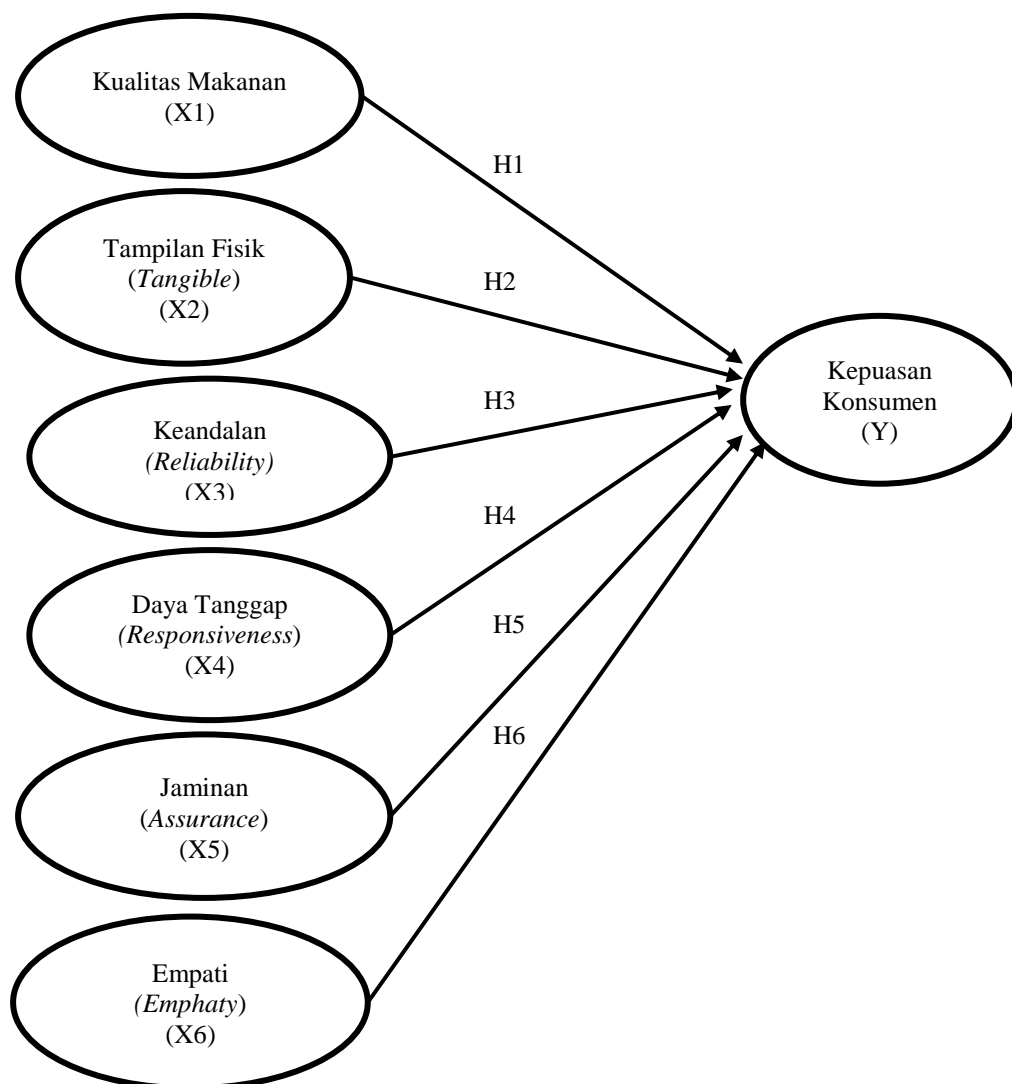 Kualitas Makanan
(X1)
H1
Tampilan Fisik
(Tangible)
(X2)
H2
Kepuasan
Konsumen
(Y)
Keandalan
(Reliability)
(X3)
H3
H4
Daya Tanggap
(Responsiveness)
(X4)
H5
H6
Jaminan
(Assurance)
(X5)
Empati
(Emphaty)
(X6)